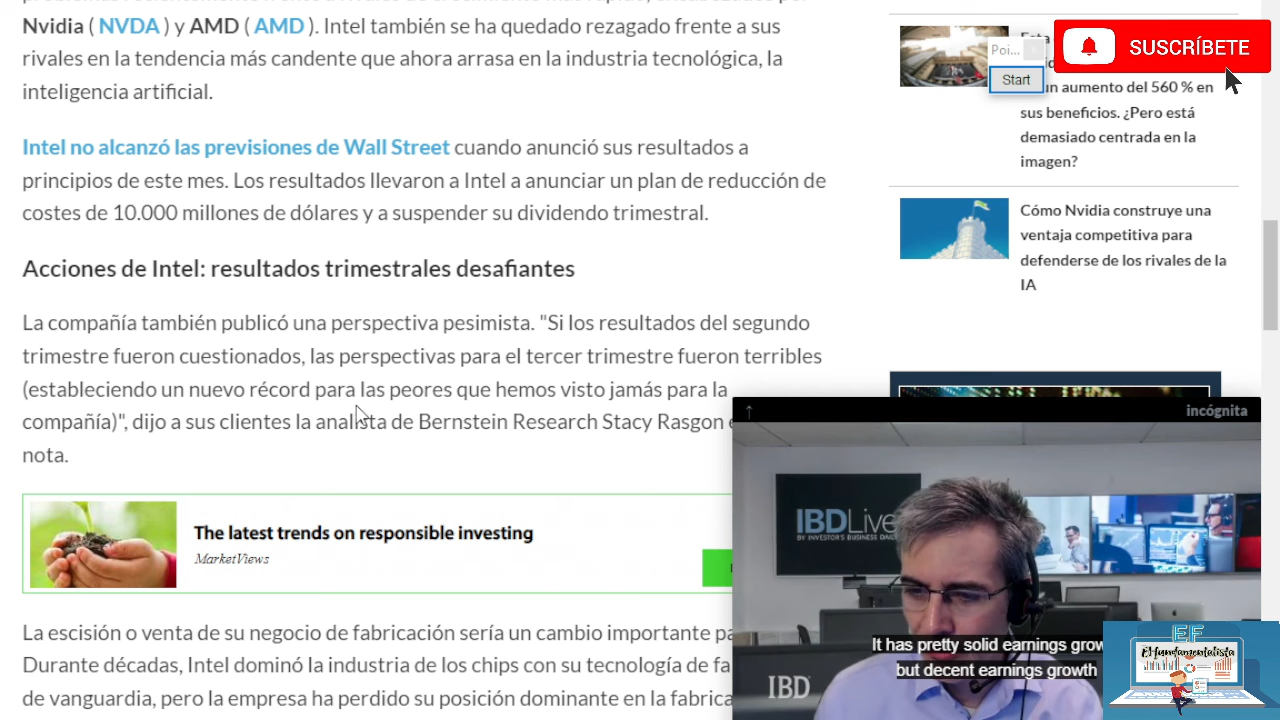 Nvidia ( NVDA ) y AMD ( AMD ). Intel también se ha quedado rezagado frente a sus
rivales en la tendencia más candente que ahora arrasa en la industria tecnológica, la
inteligencia artificial.
Intel no alcanzó las previsiones de Wall Street cuando anunció sus resultados a
principios de este mes. Los resultados llevaron a Intel a anunciar un plan de reducción de
costes de 10.000 millones de dólares y a suspender su dividendo trimestral.
Acciones de Intel: resultados trimestrales desafiantes
La compañía también publicó una perspectiva pesimista. "Si los resultados del segundo
trimestre fueron cuestionados, las perspectivas para el tercer trimestre fueron terribles
(estableciendo un nuevo récord para las peores que hemos visto jamás para la
compañía)", dijo a sus clientes la analista de Bernstein Research Stacy Rasgon
nota.
The latest trends on responsible investing
MarketViews
La escisión o venta de su negocio de fabricación sería un cambio importante
Durante décadas, Intel dominó la industria de los chips con su tecnología de
de vanguardia, pero la empresa ha perdido su posición dominante en la
Esta
Poi...
Start
SUSCRÍBETE
un aumento del 560 % en
sus beneficios. ¿Pero está
demasiado centrada en la
imagen?
Cómo Nvidia construye una
ventaja competitiva para
defenderse de los rivales de la
IA
incógnita
IBDLive
BY INVESTOR'S BUSINESS
It has pretty solid earnings
but decent earnings growth
IBD
EF
El fundamentalista